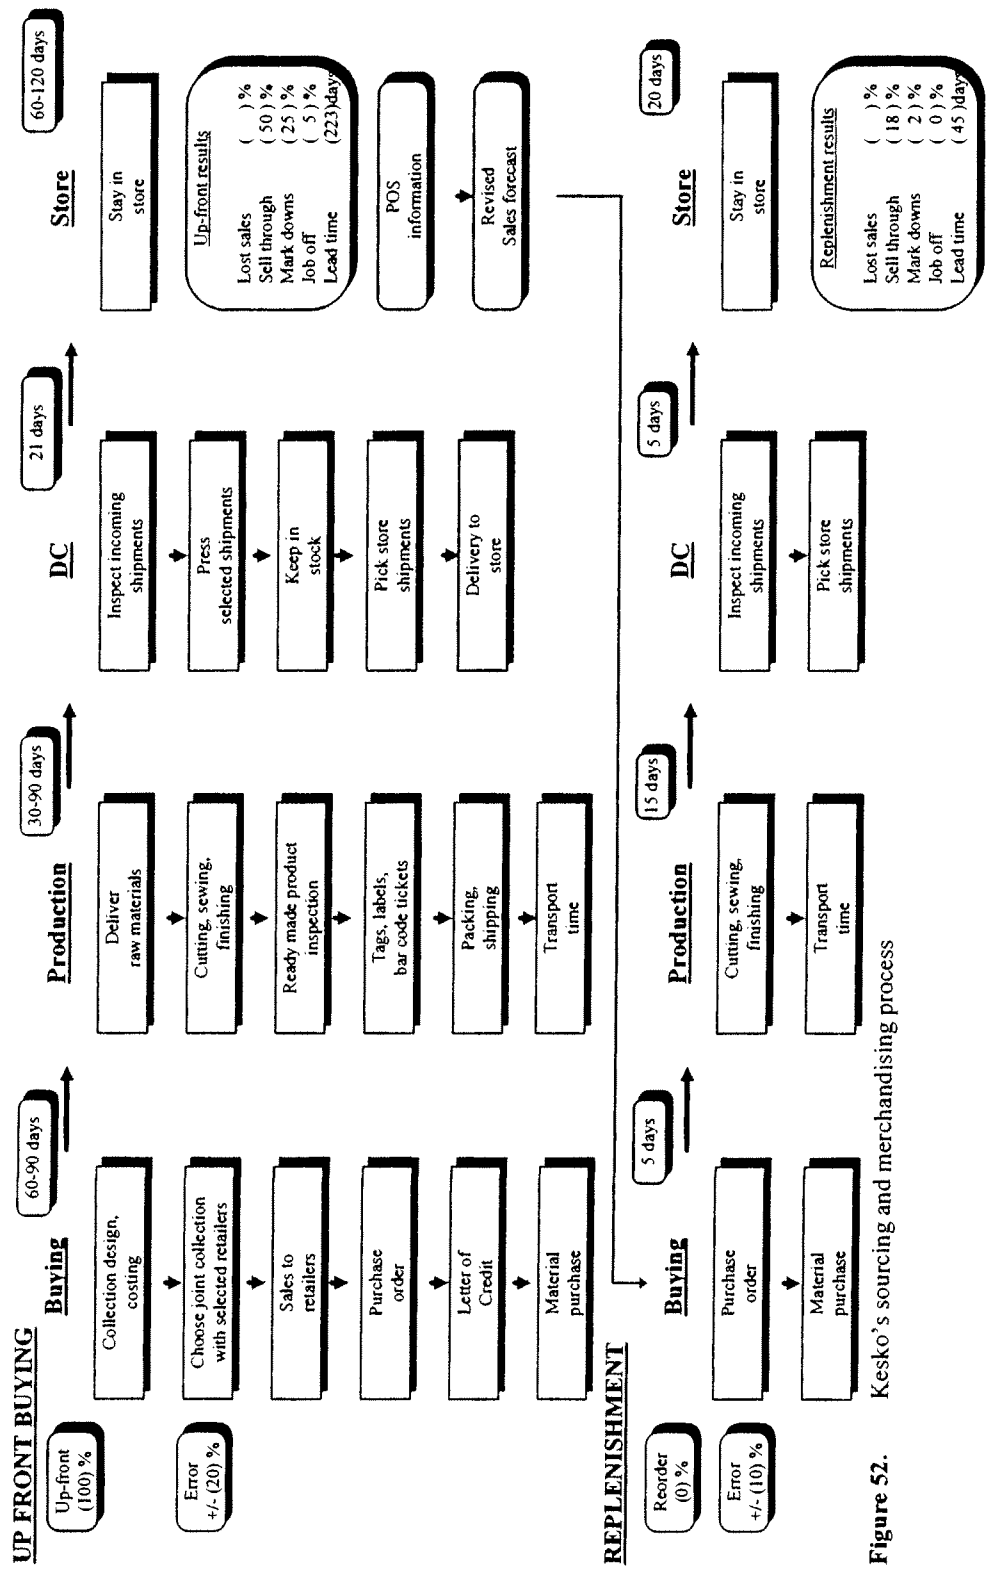 UP FRONT BUYING
Up-front
(100) %
Error
+/- (20) %
Buying
60-90 days
Collection design,
costing
Choose joint collection
with selected retailers
Sales to
retailers
Purchase
order
Letter of
Credit
Material
purchase
Production
30-90 days
Deliver
raw materials
Cutting, sewing,
finishing
Ready made product
inspection
Tags, labels,
bar code tickets
Packing,
shipping
Transport
time
DC
21 days
Inspect incoming
shipments
Press
selected shipments
Keep in
stock
Pick store
shipments
Delivery to
store
Store
60-120 days
Stay in
store
Up-front results
Lost sales ( ) %
Sell through ( 50 ) %
Mark downs ( 25 ) %
Job off ( 5 ) %
Lead time (223)days
POS
information
Revised
Sales forecast
REPLENISHMENT
Reorder
(0) %
Error
+/- (10) %
Buying
5 days
Purchase
order
Material
purchase
Production
15 days
Cutting, sewing,
finishing
Transport
time
DC
5 days
Inspect incoming
shipments
Pick store
shipments
Store
20 days
Stay in
store
Replenishment results
Lost sales ( ) %
Sell through ( 18 ) %
Mark downs ( 2 ) %
Job off ( 0 ) %
Lead time ( 45 )days
Figure 52. Kesko's sourcing and merchandising process